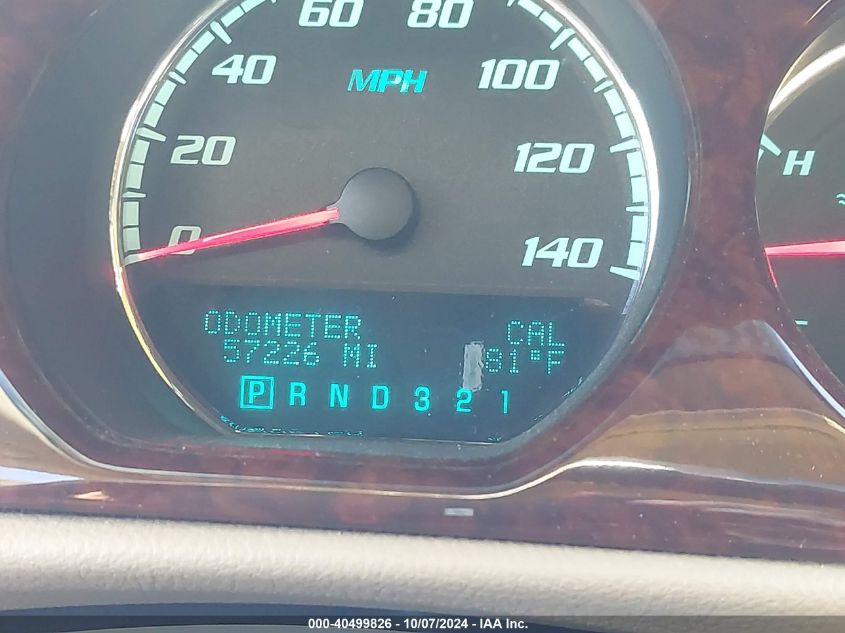 60 80
40 MPH 100
20 120
H
0 140
ODOMETER CAL
57226 MI 81°F
P R N D 3 2 1
000-40499826 - 10/07/2024 - IAA Inc.